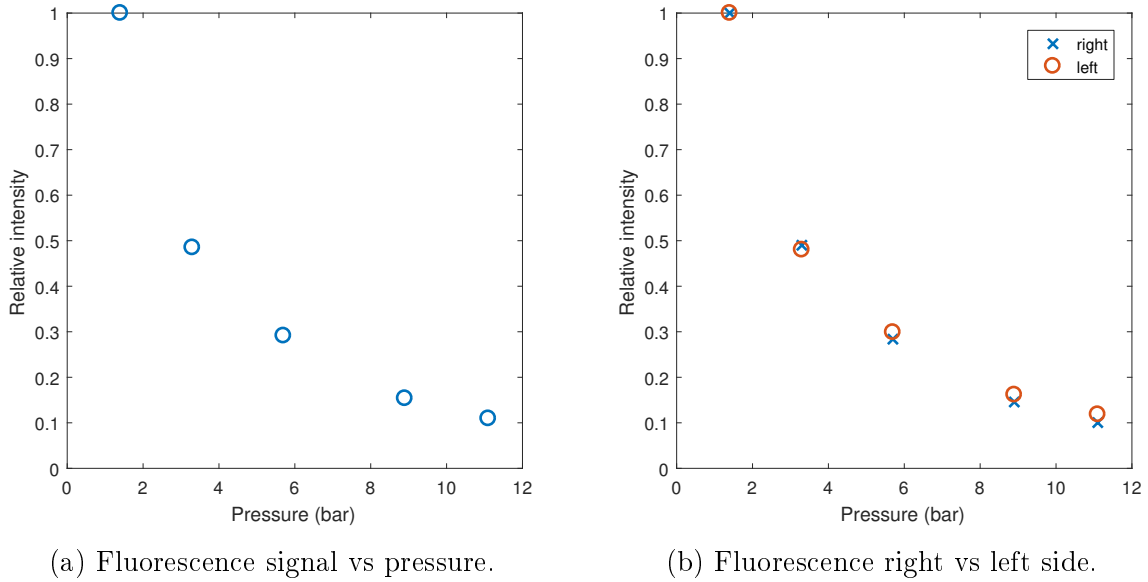 1
0.9
0.8
0.7
0.6
0.5
0.4
0.3
0.2
0.1
0
0 2 4 6 8 10 12
Relative intensity
Pressure (bar)
(a) Fluorescence signal vs pressure.
1
0.9
0.8
0.7
0.6
0.5
0.4
0.3
0.2
0.1
0
0 2 4 6 8 10 12
Relative intensity
Pressure (bar)
right
left
(b) Fluorescence right vs left side.